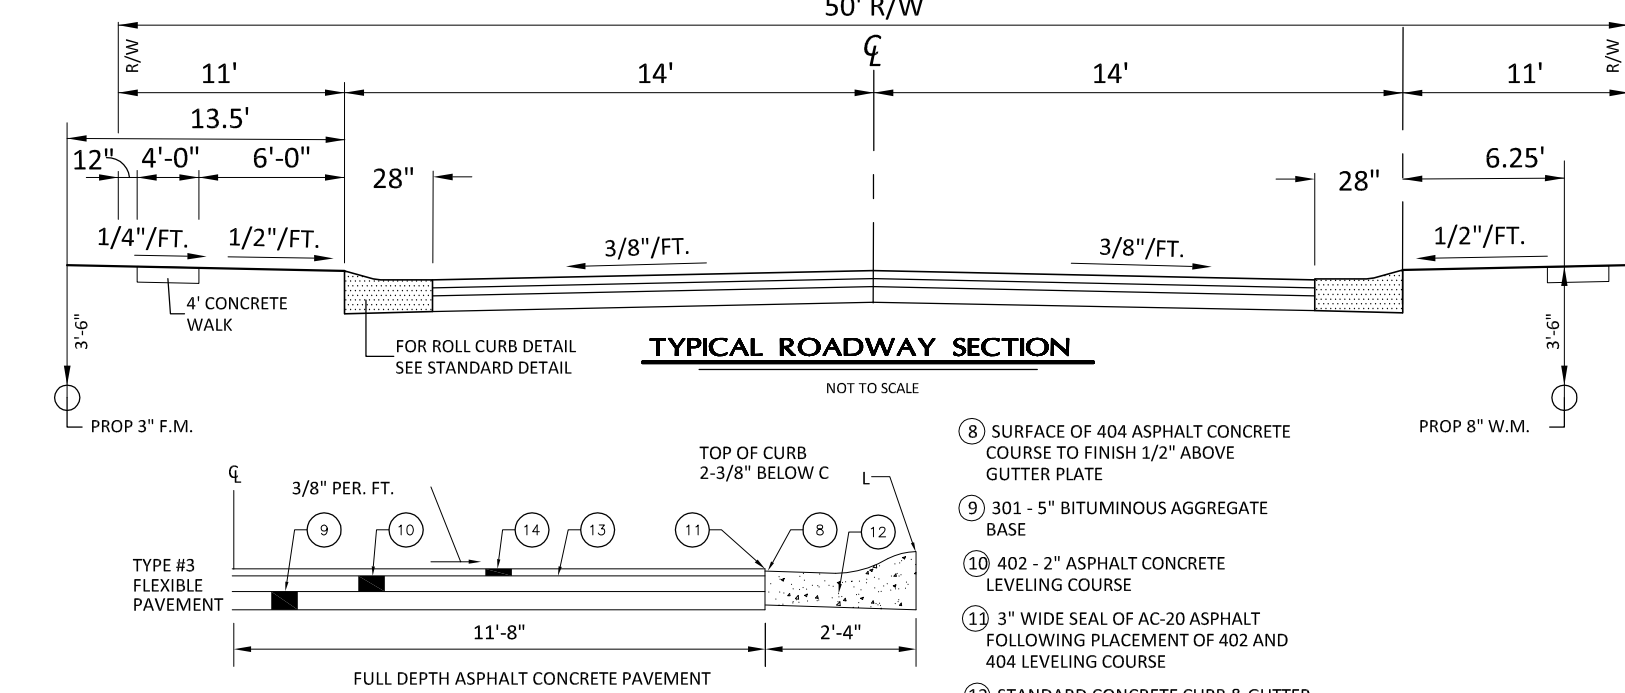 50' R/W
R/W
℄
R/W
11'
14'
14'
11'
13.5'
12"
4'-0"
6'-0"
28"
28"
6.25'
1/4"/FT.
1/2"/FT.
3/8"/FT.
3/8"/FT.
1/2"/FT.
4' CONCRETE
WALK
3'-6"
3'-6"
FOR ROLL CURB DETAIL
SEE STANDARD DETAIL
TYPICAL ROADWAY SECTION
NOT TO SCALE
PROP 3" F.M.
PROP 8" W.M.
℄
3/8" PER. FT.
TOP OF CURB
2-3/8" BELOW C
L
9
10
14
13
11
8
12
TYPE #3
FLEXIBLE
PAVEMENT
11'-8"
2'-4"
FULL DEPTH ASPHALT CONCRETE PAVEMENT
8 SURFACE OF 404 ASPHALT CONCRETE
COURSE TO FINISH 1/2" ABOVE
GUTTER PLATE
9 301 - 5" BITUMINOUS AGGREGATE
BASE
10 402 - 2" ASPHALT CONCRETE
LEVELING COURSE
11 3" WIDE SEAL OF AC-20 ASPHALT
FOLLOWING PLACEMENT OF 402 AND
404 LEVELING COURSE
12 STANDARD CONCRETE CURB & GUTTER